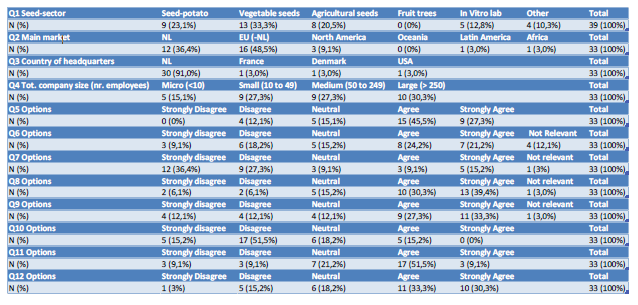 Q1 Seed-sector Seed-potato Vegetable seeds Agricultural seeds Fruit trees In Vitro lab Other Total
N (%) 9 (23,1%) 13 (33,3%) 8 (20,5%) 0 (0%) 5 (12,8%) 4 (10,3%) 39 (100%)
Q2 Main market NL EU (-NL) North America Oceania Latin America Africa Total
N (%) 12 (36,4%) 16 (48,5%) 3 (9,1%) 0 (0%) 1 (3,0%) 1 (3,0%) 33 (100%)
Q3 Country of headquarters NL France Denmark USA Total
N (%) 30 (91,0%) 1 (3,0%) 1 (3,0%) 1 (3,0%) 33 (100%)
Q4 Tot. company size (nr. employees) Micro (<10) Small (10 to 49) Medium (50 to 249) Large (> 250) Total
N (%) 5 (15,1%) 9 (27,3%) 9 (27,3%) 10 (30,3%) 33 (100%)
Q5 Options Strongly Disagree Disagree Neutral Agree Strongly Agree Total
N (%) 0 (0%) 4 (12,1%) 5 (15,1%) 15 (45,5%) 9 (27,3%) 33 (100%)
Q6 Options Strongly Disagree Disagree Neutral Agree Strongly Agree Not Relevant Total
N (%) 3 (9,1%) 6 (18,2%) 5 (15,2%) 8 (24,2%) 7 (21,2%) 4 (12,1%) 33 (100%)
Q7 Options Strongly disagree Disagree Neutral Agree Strongly Agree Not relevant Total
N (%) 12 (36,4%) 9 (27,3%) 3 (9,1%) 3 (9,1%) 5 (15,2%) 1 (3%) 33 (100%)
Q8 Options Strongly disagree Disagree Neutral Agree Strongly Agree Not relevant Total
N (%) 2 (6,1%) 2 (6,1%) 5 (15,2%) 10 (30,3%) 13 (39,4%) 1 (3,0%) 33 (100%)
Q9 Options Strongly disagree Disagree Neutral Agree Strongly Agree Not relevant Total
N (%) 4 (12,1%) 4 (12,1%) 4 (12,1%) 9 (27,3%) 11 (33,3%) 1 (3,0%) 33 (100%)
Q10 Options Strongly disagree Disagree Neutral Agree Strongly Agree Total
N (%) 5 (15,2%) 17 (51,5%) 6 (18,2%) 5 (15,2%) 0 (0%) 33 (100%)
Q11 Options Strongly disagree Disagree Neutral Agree Strongly Agree Total
N (%) 3 (9,1%) 3 (9,1%) 7 (21,2%) 17 (51,5%) 3 (9,1%) 33 (100%)
Q12 Options Strongly Disagree Disagree Neutral Agree Strongly Agree Total
N (%) 1 (3%) 5 (15,2%) 6 (18,2%) 11 (33,3%) 10 (30,3%) 33 (100%)